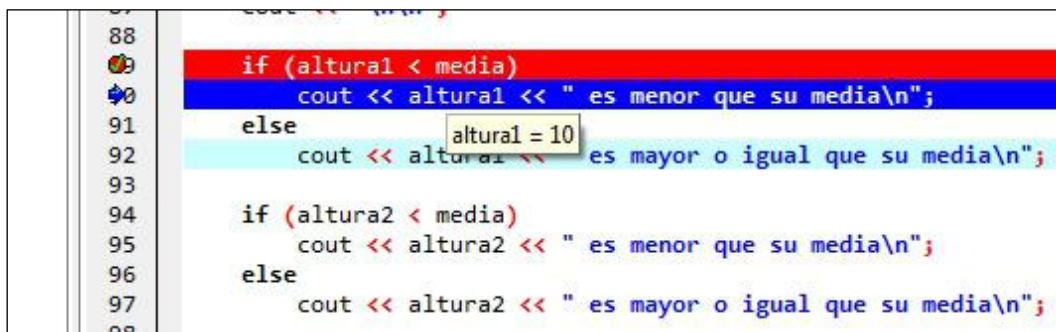 88
if (altura1 < media)
cout << altura1 << " es menor que su media\n";
91 else
altura1 = 10
92 cout << altura1 << " es mayor o igual que su media\n";
93
94 if (altura2 < media)
95 cout << altura2 << " es menor que su media\n";
96 else
97 cout << altura2 << " es mayor o igual que su media\n";